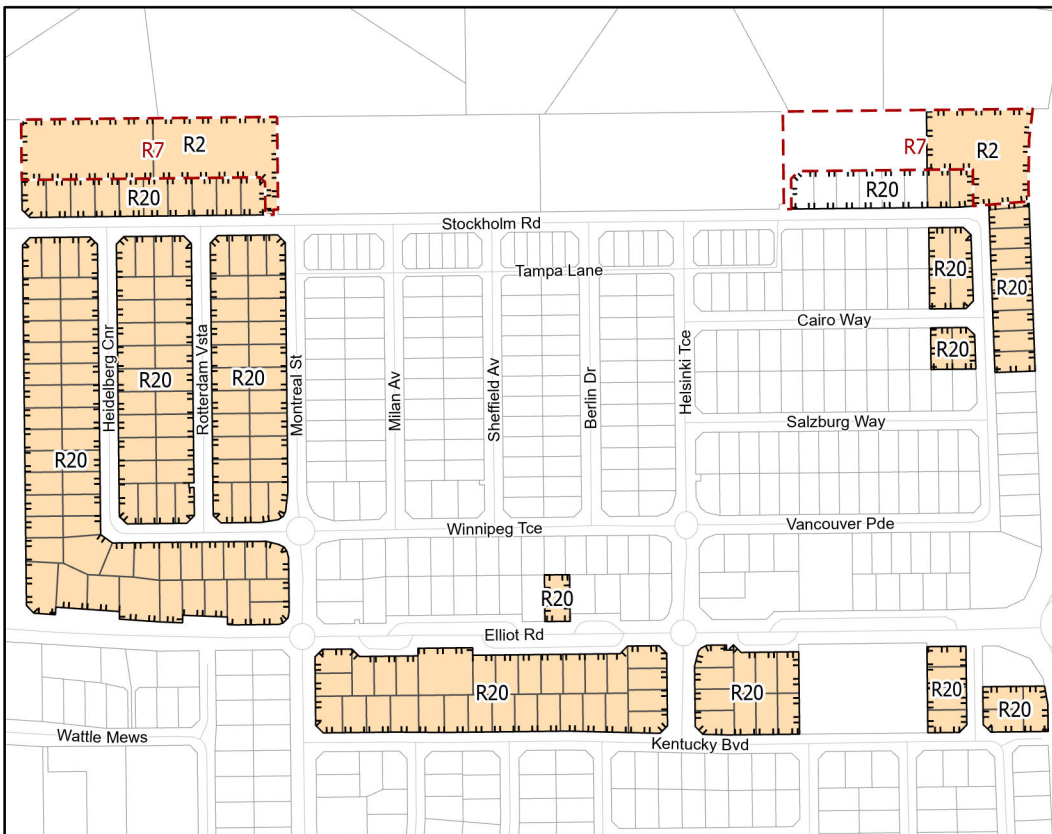 R7
R2
R7
R2
R20
R20
Stockholm Rd
Tampa Lane
R20
R20
Cairo Way
Heidelberg Cnr
Rotterdam Vsta
Montreal St
Milan Av
Sheffield Av
Berlin Dr
Helsinki Tce
R20
R20
R20
Salzburg Way
R20
Winnipeg Tce
Vancouver Pde
R20
Elliot Rd
R20
R20
R20
R20
Wattle Mews
Kentucky Bvd